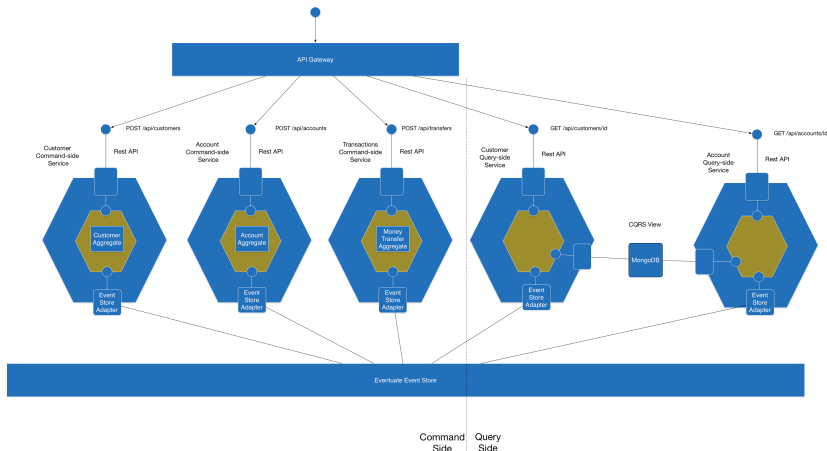 API Gateway
POST /api/customers
POST /api/accounts
POST /api/transfers
GET /api/customers/id
GET /api/accounts/id
Customer
Command-side
Service
Rest API
Account
Command-side
Service
Rest API
Transactions
Command-side
Service
Rest API
Customer
Query-side
Service
Rest API
Account
Query-side
Service
Rest API
Customer
Aggregate
Account
Aggregate
Money
Transfer
Aggregate
CQRS View
MongoDB
Event
Store
Adapter
Event
Store
Adapter
Event
Store
Adapter
Event
Store
Adapter
Event
Store
Adapter
Eventuate Event Store
Command
Side
Query
Side